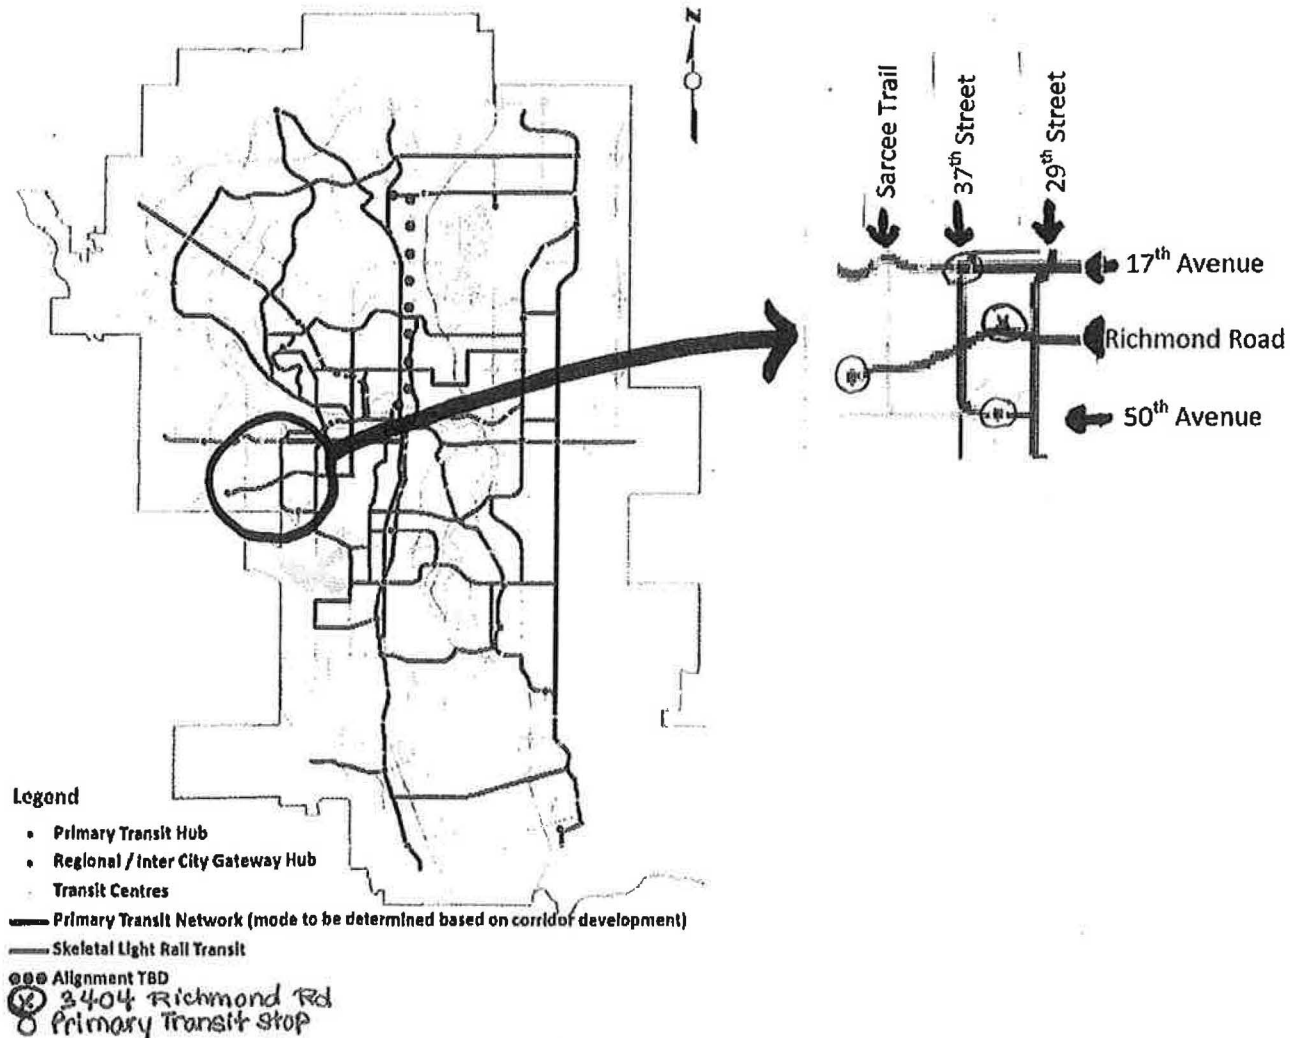 N
Sarcee Trail
37th Street
29th Street
17th Avenue
Richmond Road
50th Avenue
Legend
Primary Transit Hub
Regional / Inter City Gateway Hub
Transit Centres
Primary Transit Network (mode to be determined based on corridor development)
Skeletal Light Rail Transit
Alignment TBD
X 3404 Richmond Rd
Primary Transit Stop